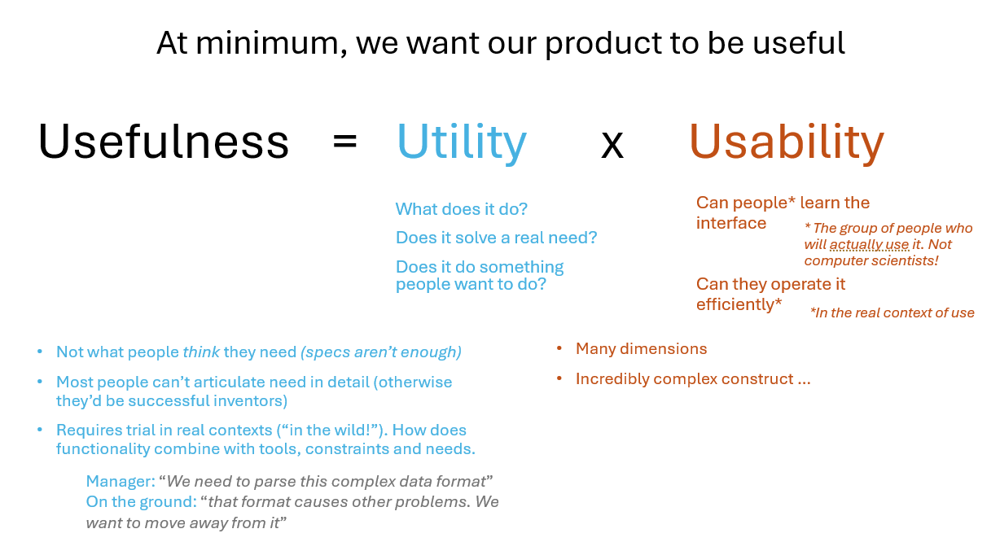 At minimum, we want our product to be useful
Usefulness = Utility x Usability
What does it do?
Does it solve a real need?
Does it do something
people want to do?
Can people* learn the
interface
* The group of people who
will actually use it. Not
computer scientists!
Can they operate it
efficiently*
*In the real context of use
• Not what people think they need (specs aren’t enough)
• Most people can’t articulate need in detail (otherwise
they’d be successful inventors)
• Requires trial in real contexts (“in the wild!”). How does
functionality combine with tools, constraints and needs.
Manager: “We need to parse this complex data format”
On the ground: “that format causes other problems. We
want to move away from it”
• Many dimensions
• Incredibly complex construct ...